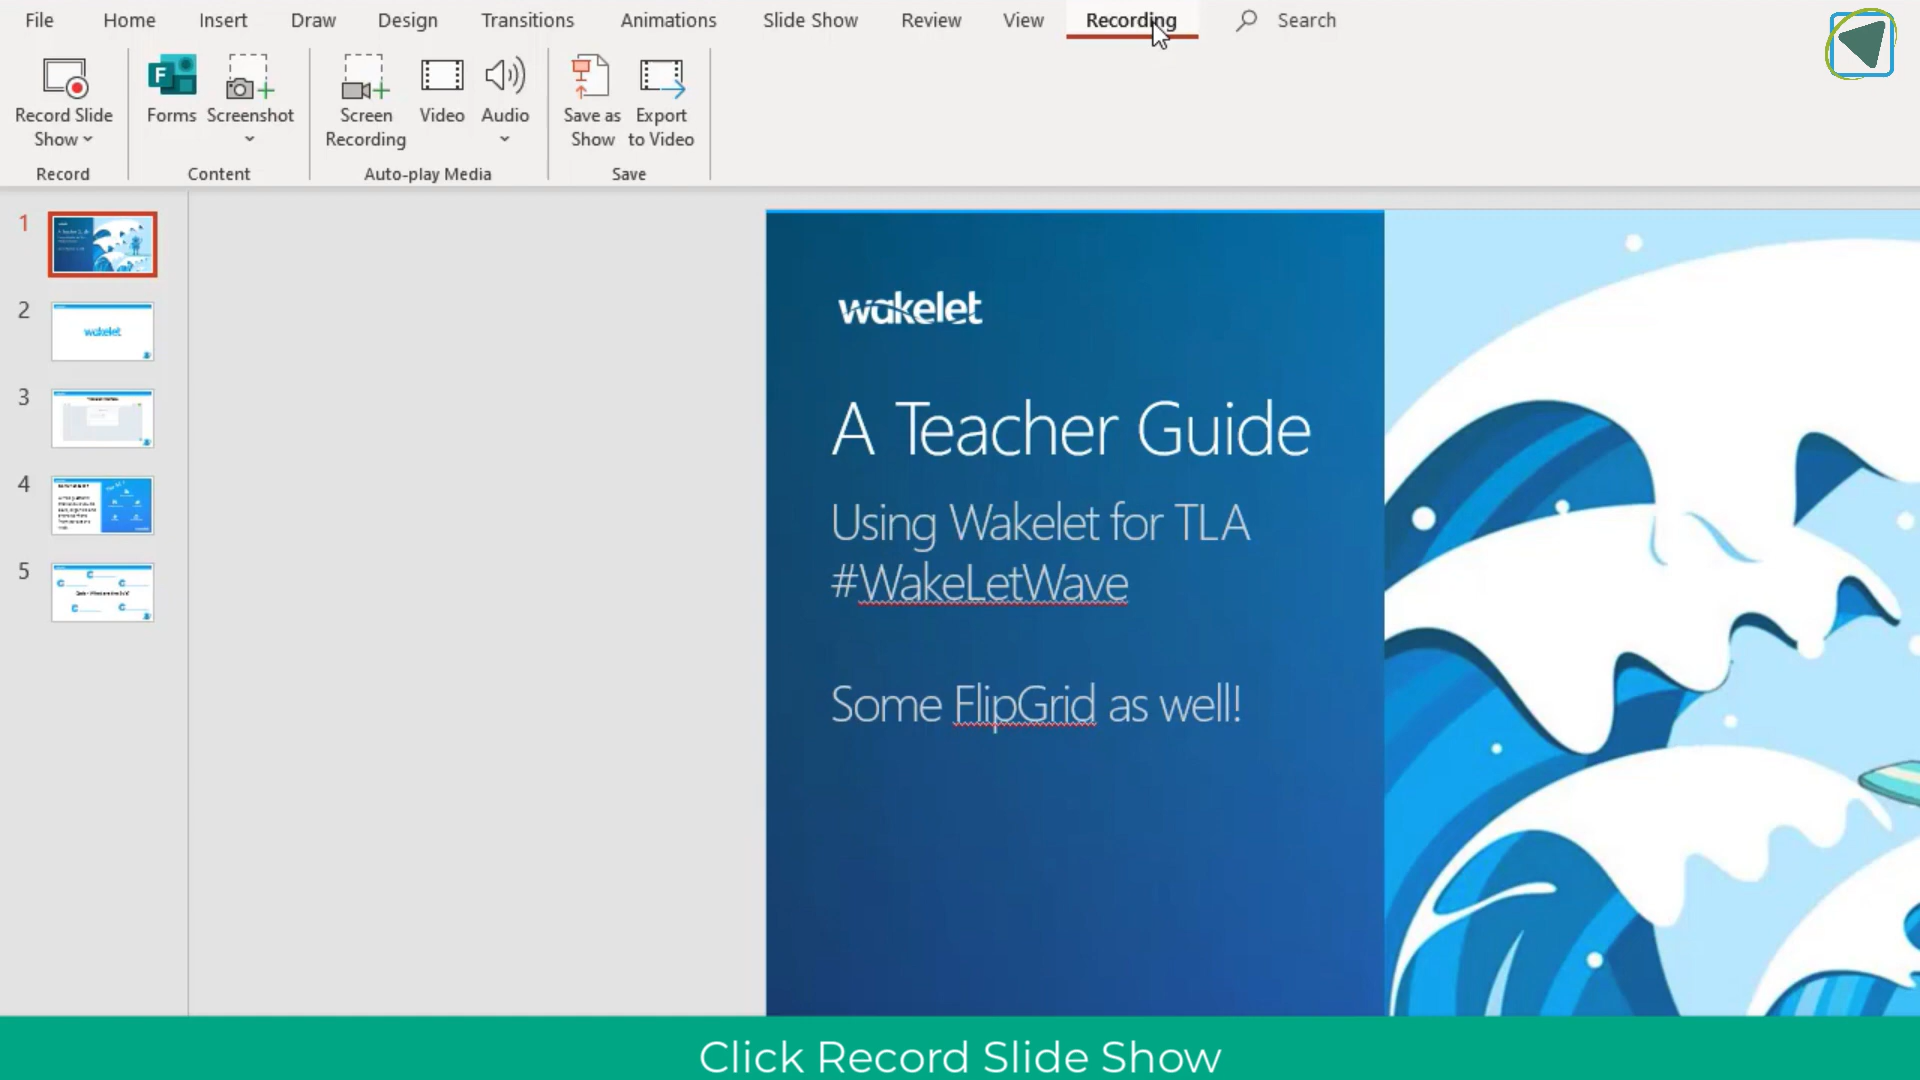 File Home Insert Draw Design Transitions Animations Slide Show Review View Recording Search
Record Slide Show
Forms
Screenshot
Screen Recording
Video
Audio
Save as Show
Export to Video
Record Content Auto-play Media Save
1
2
wakelet
3
4
5
wakelet
A Teacher Guide
Using Wakelet for TLA
#WakeLetWave
Some FlipGrid as well!
Click Record Slide Show